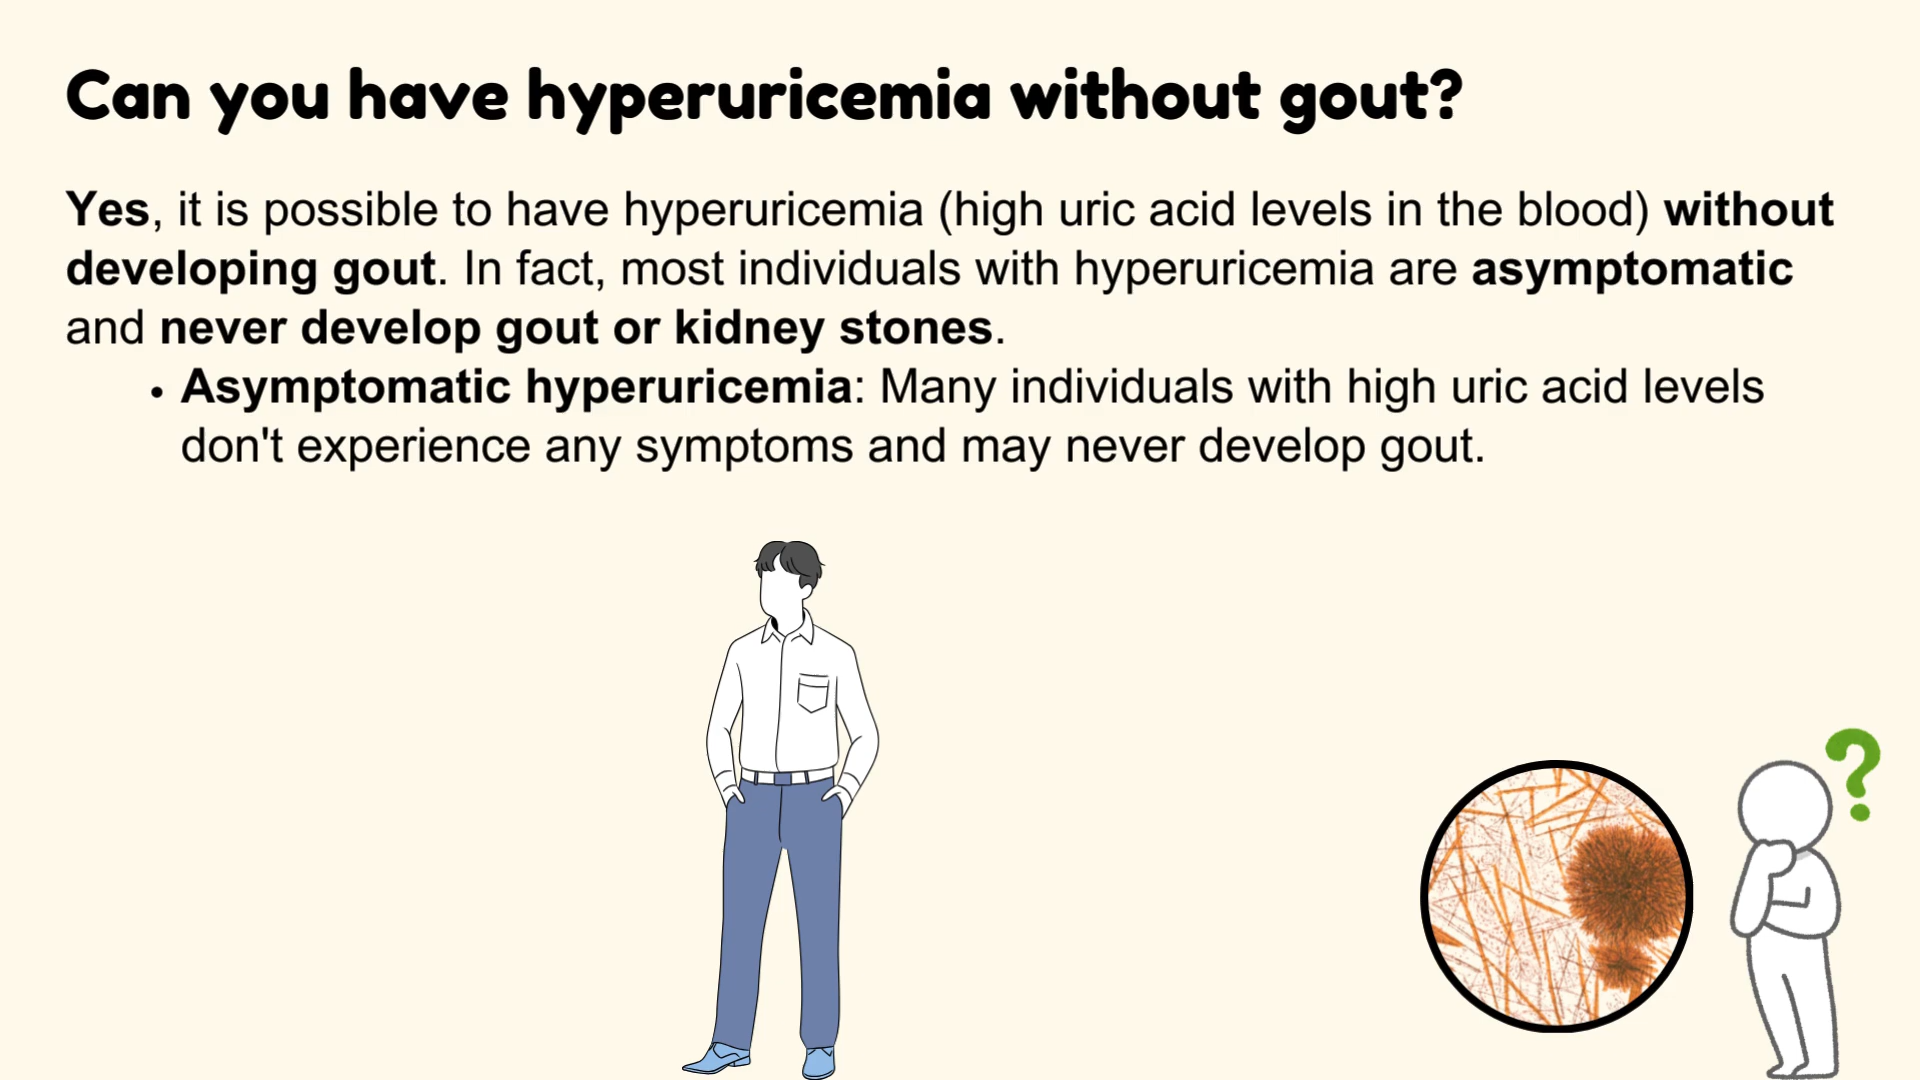 Can you have hyperuricemia without gout?
Yes, it is possible to have hyperuricemia (high uric acid levels in the blood) without
developing gout. In fact, most individuals with hyperuricemia are asymptomatic
and never develop gout or kidney stones.
• Asymptomatic hyperuricemia: Many individuals with high uric acid levels
don't experience any symptoms and may never develop gout.
?